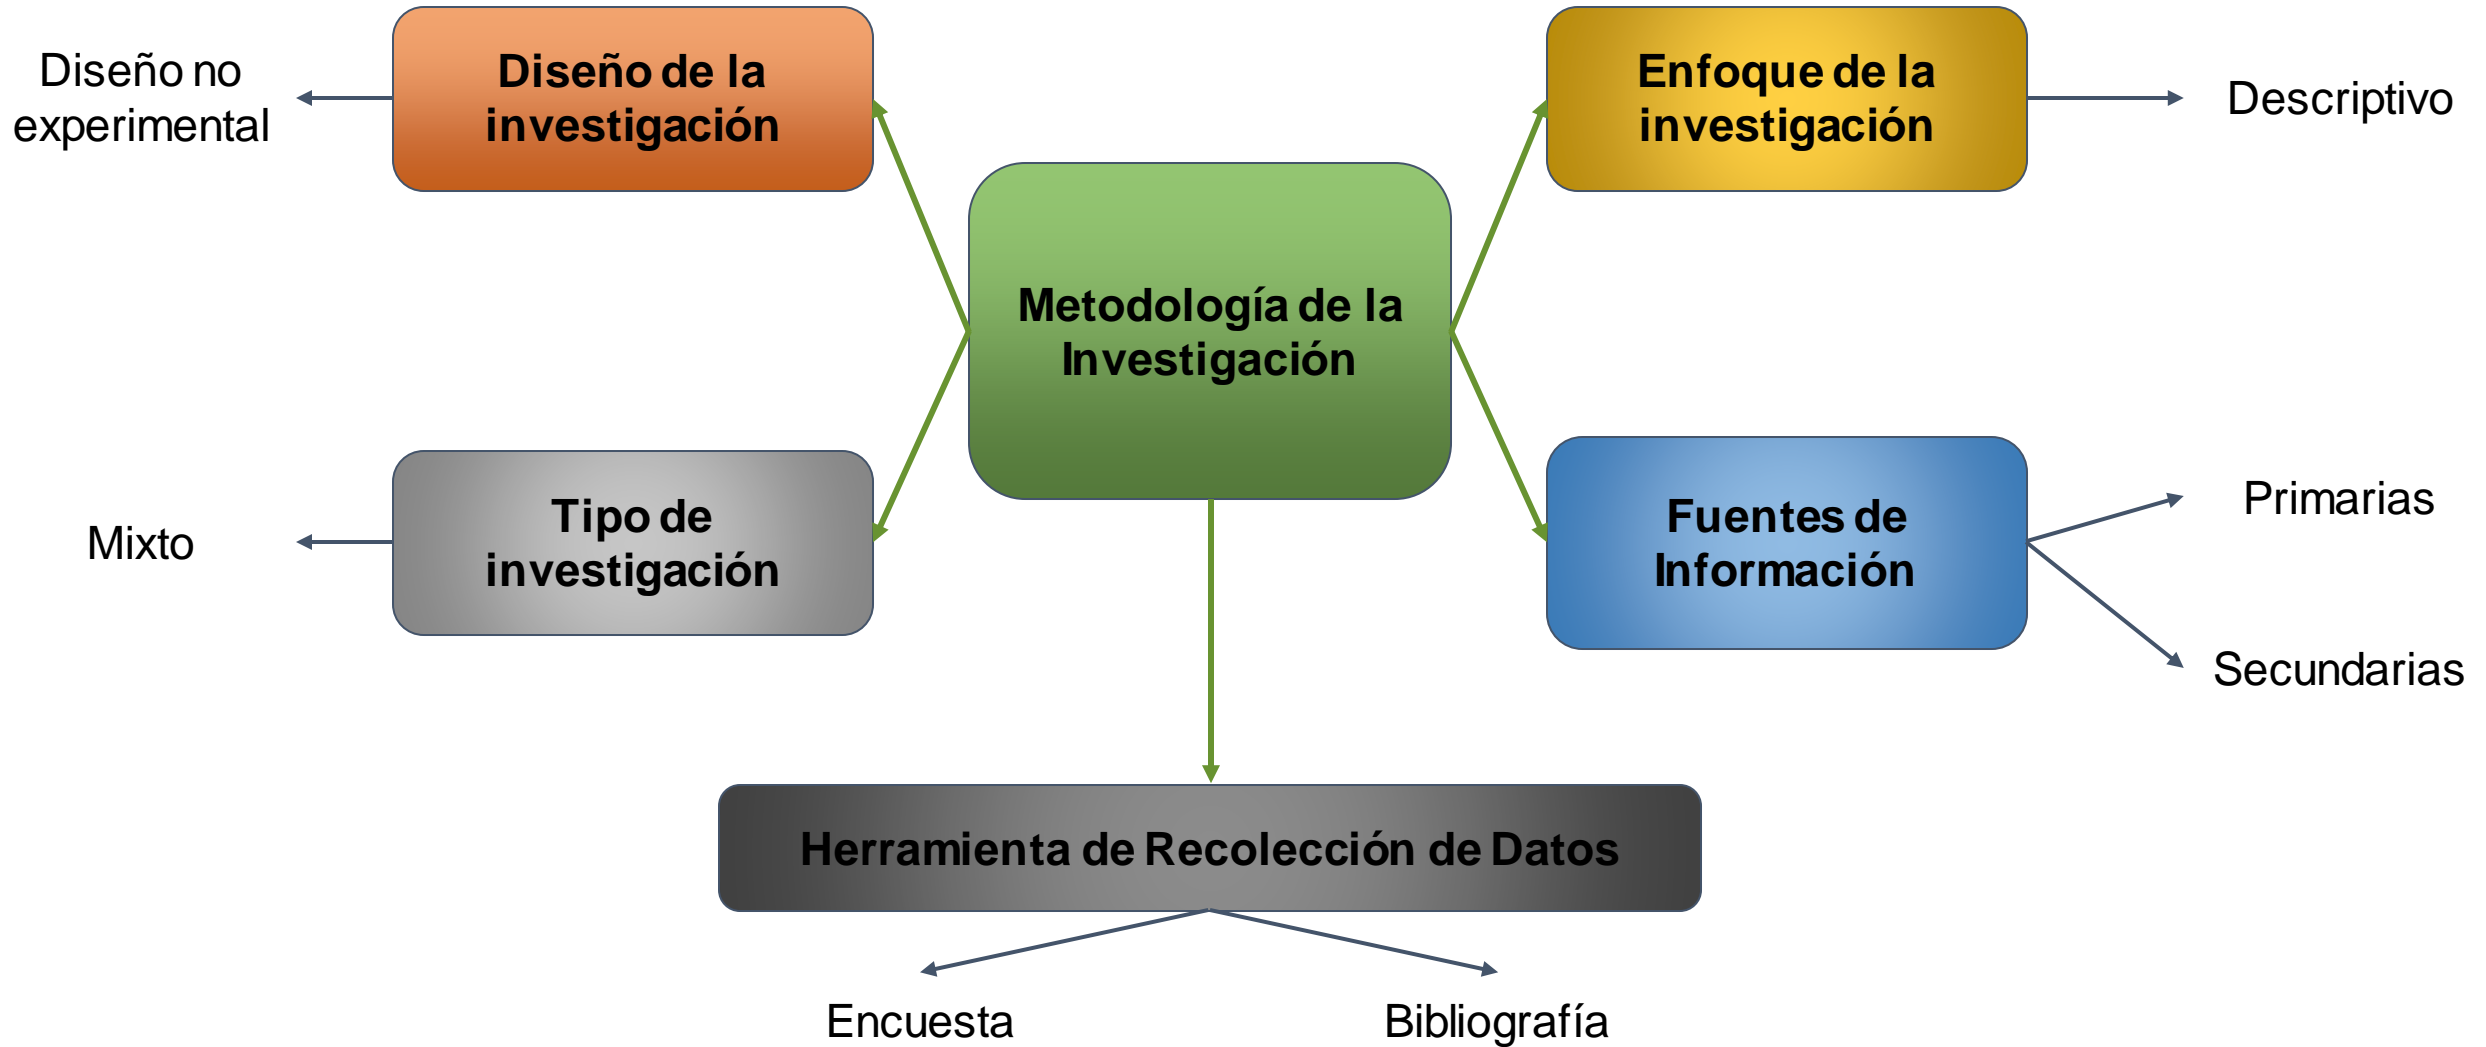 Diseño no
experimental
Diseño de la
investigación
Enfoque de la
investigación
Descriptivo
Metodología de la
Investigación
Mixto
Tipo de
investigación
Fuentes de
Información
Primarias
Secundarias
Herramienta de Recolección de Datos
Encuesta
Bibliografía